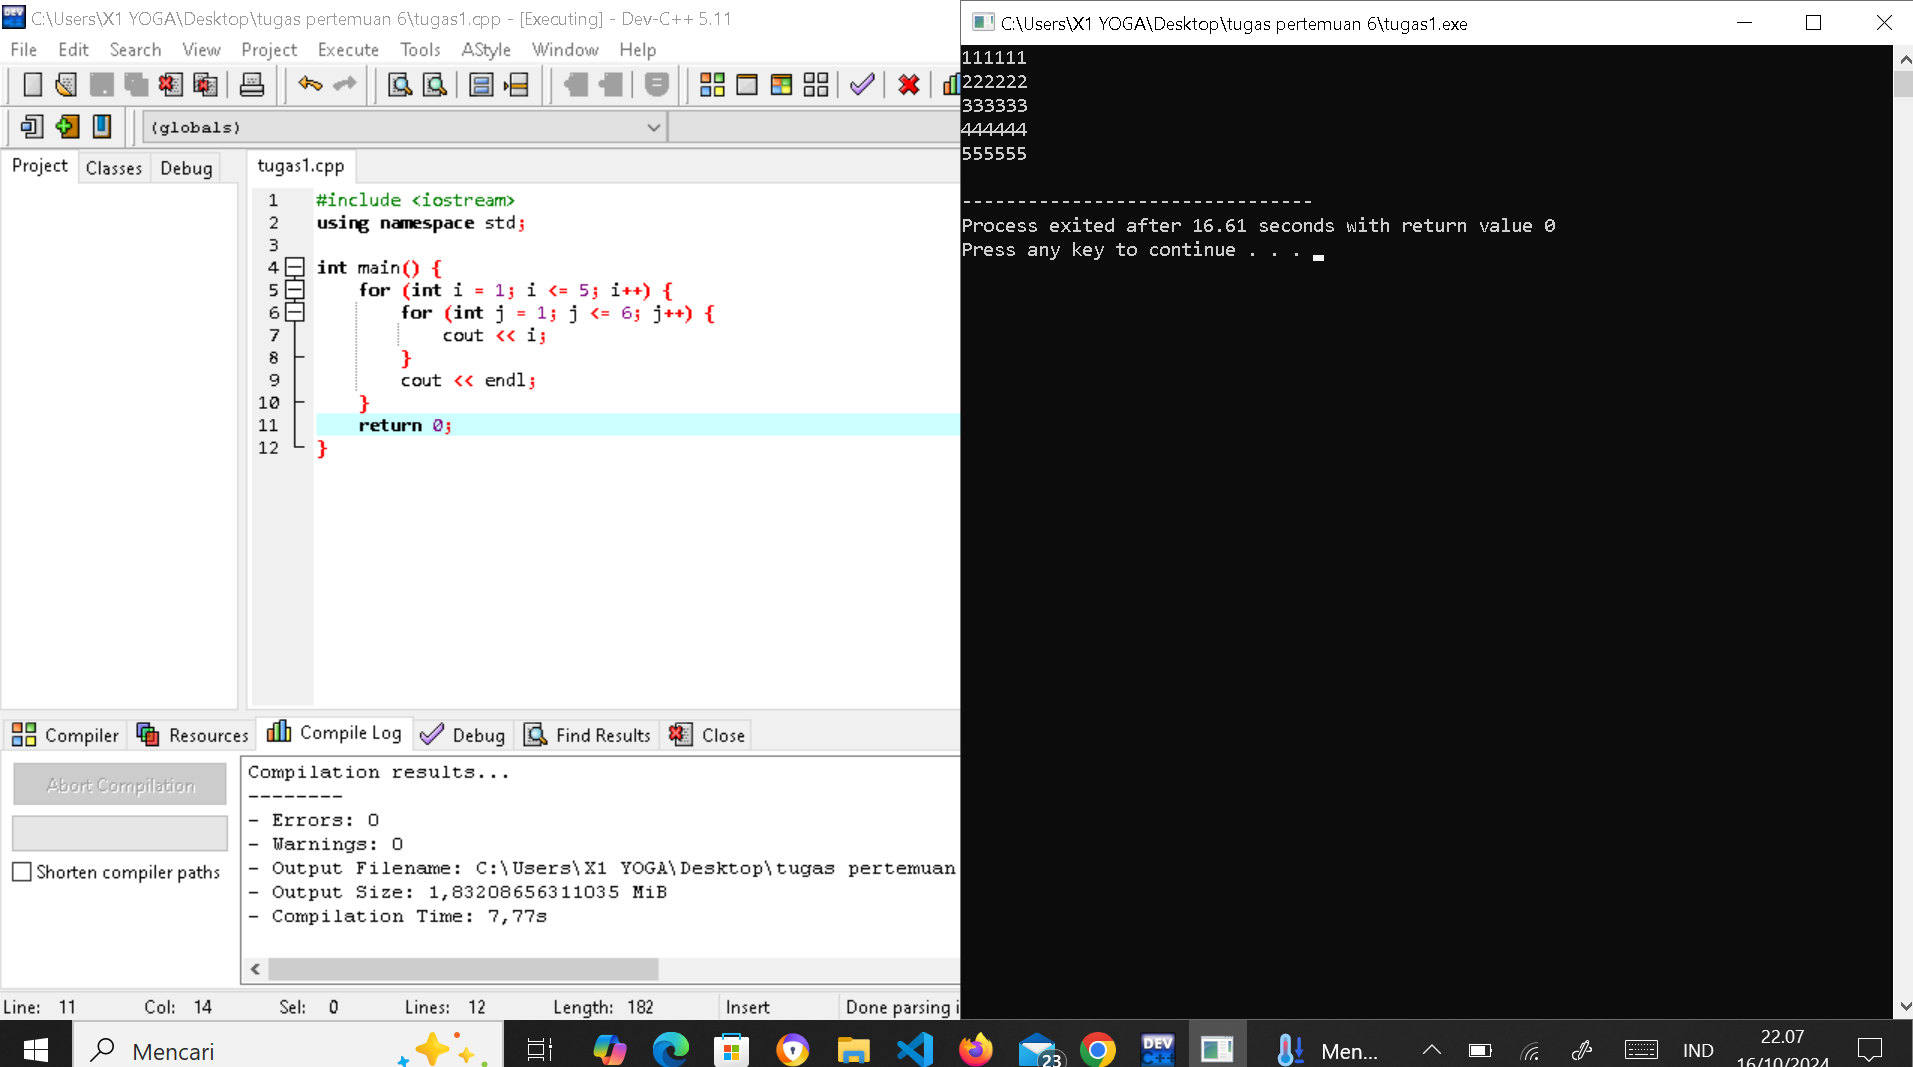 C:\Users\X1 YOGA\Desktop\tugas pertemuan 6\tugas1.cpp - [Executing] - Dev-C++ 5.11
File Edit Search View Project Execute Tools AStyle Window Help
(globals)
Project Classes Debug
tugas1.cpp
1 #include <iostream>
2 using namespace std;
3
4 int main() {
5 for (int i = 1; i <= 5; i++) {
6 for (int j = 1; j <= 6; j++) {
7 cout << i;
8 }
9 cout << endl;
10 }
11 return 0;
12 }
Compiler Resources Compile Log Debug Find Results Close
Abort Compilation
Shorten compiler paths
Compilation results...
--------
- Errors: 0
- Warnings: 0
- Output Filename: C:\Users\X1 YOGA\Desktop\tugas pertemuan
- Output Size: 1,83208656311035 MiB
- Compilation Time: 7,77s
Line: 11 Col: 14 Sel: 0 Lines: 12 Length: 182 Insert Done parsing i
C:\Users\X1 YOGA\Desktop\tugas pertemuan 6\tugas1.exe
111111
222222
333333
444444
555555
--------------------------------
Process exited after 16.61 seconds with return value 0
Press any key to continue . . .
Mencari
23
DEV
C++
Men...
IND
22.07
16/10/2024